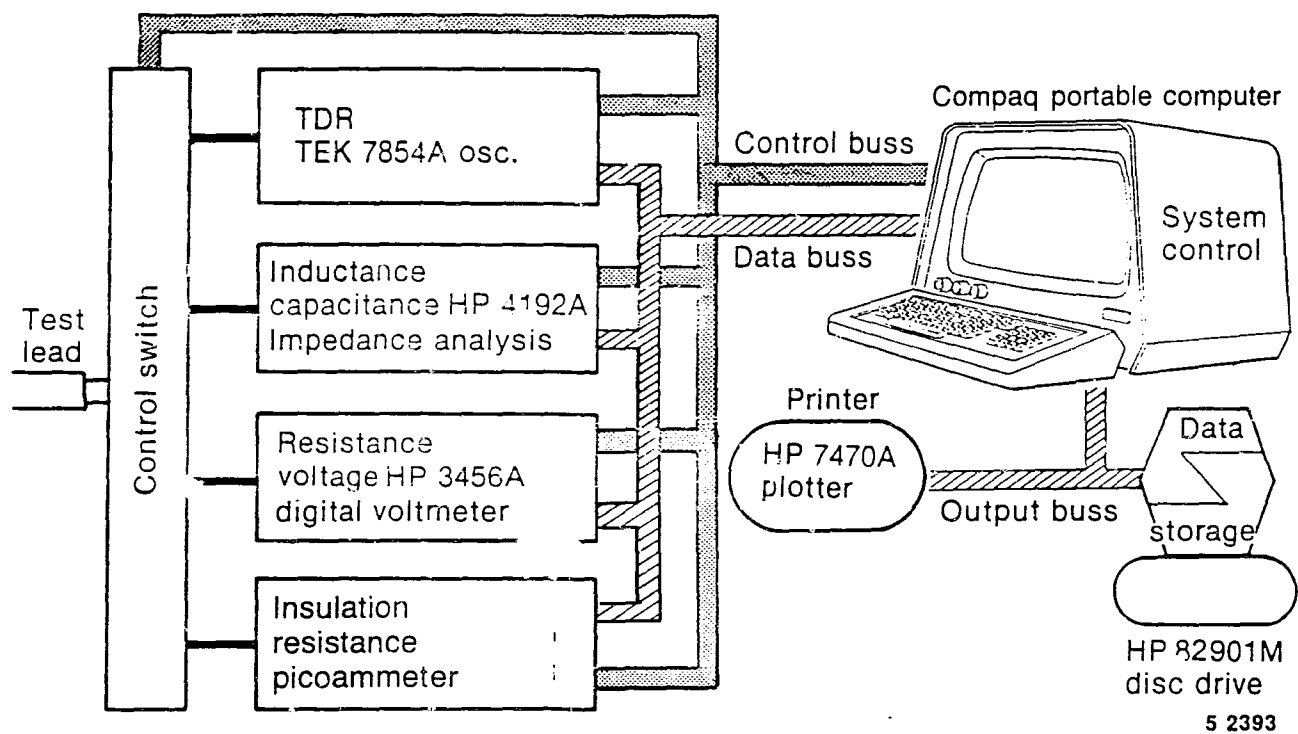 TDR
TEK 7854A osc.
Inductance
capacitance HP 4192A
Impedance analysis
Resistance
voltage HP 3456A
digital voltmeter
Insulation
resistance
picoammeter
Test
lead
Control switch
Control buss
Data buss
Compaq portable computer
System
control
Printer
HP 7470A
plotter
Output buss
Data
storage
HP 82901M
disc drive
5 2393